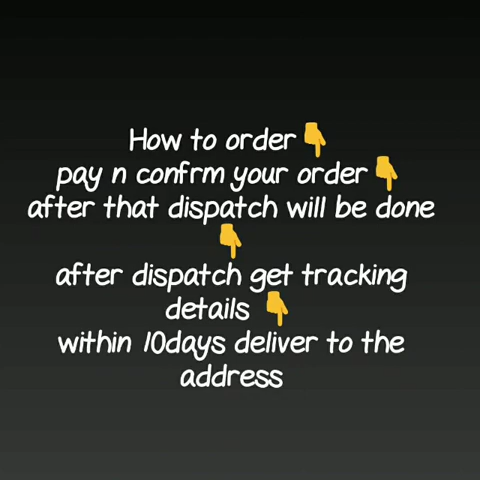 How to order👇
pay n confrm your order👇
after that dispatch will be done
👇
after dispatch get tracking
details 👇
within 10days deliver to the
address